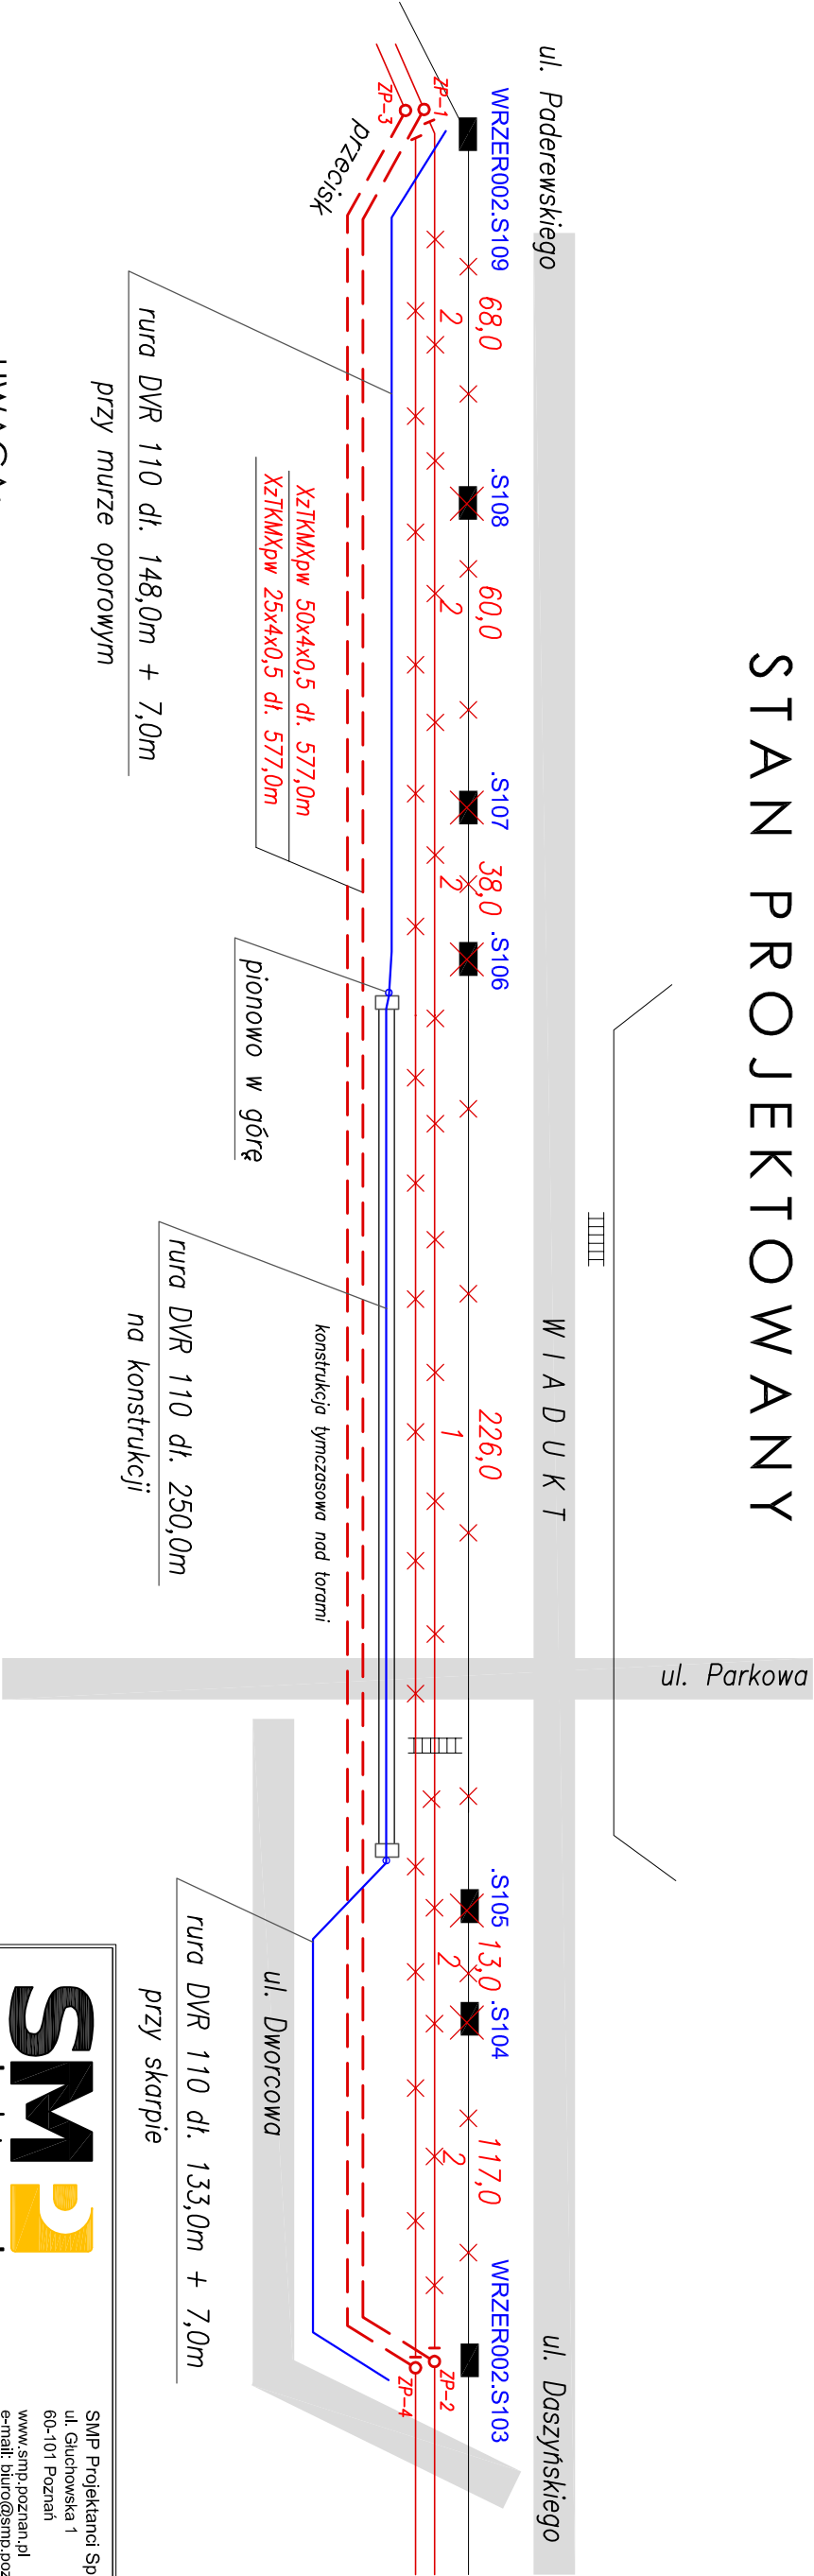 STAN PROJEKTOWANY
ul. Parkowa
ul. Paderewskiego
WIADUKT
ul. Daszyńskiego
WRZER002.S109
.S108
.S107
.S106
.S105
.S104
WRZER002.S103
68,0
60,0
38,0
226,0
13,0
117,0
2
2
2
1
2
2
ZP-1
ZP-3
ZP-2
ZP-4
przecisk
konstrukcja tymczasowa nad torami
XzTKMXpw 50x4x0,5 dł. 577,0m
XzTKMXpw 25x4x0,5 dł. 577,0m
pionowo w górę
ul. Dworcowa
rura DVR 110 dł. 148,0m + 7,0m
przy murze oporowym
rura DVR 110 dł. 250,0m
na konstrukcji
rura DVR 110 dł. 133,0m + 7,0m
przy skarpie
SMP
SMP Projektanci Sp
ul. Głuchowska 1
60-101 Poznań
www.smp.poznan.pl
e-mail: biuro@smp.poz